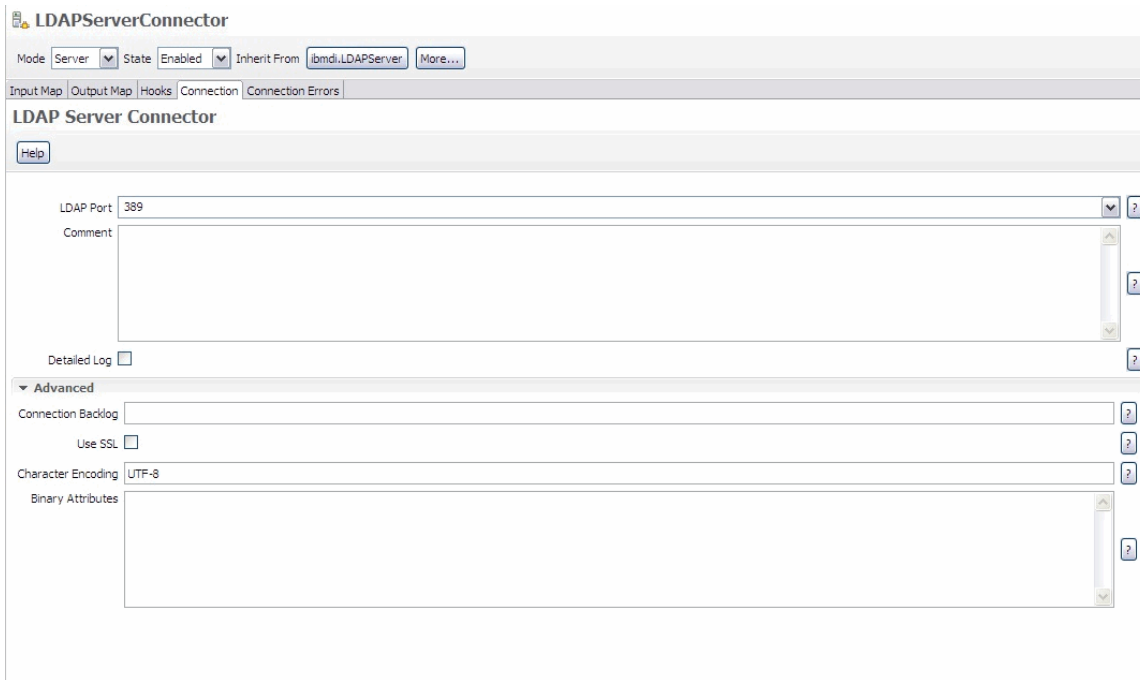 LDAPServerConnector
Mode Server State Enabled Inherit From ibmdi.LDAPServer More...
Input Map Output Map Hooks Connection Connection Errors
LDAP Server Connector
Help
LDAP Port 389 ?
Comment ?
Detailed Log ?
Advanced
Connection Backlog ?
Use SSL ?
Character Encoding UTF-8 ?
Binary Attributes ?